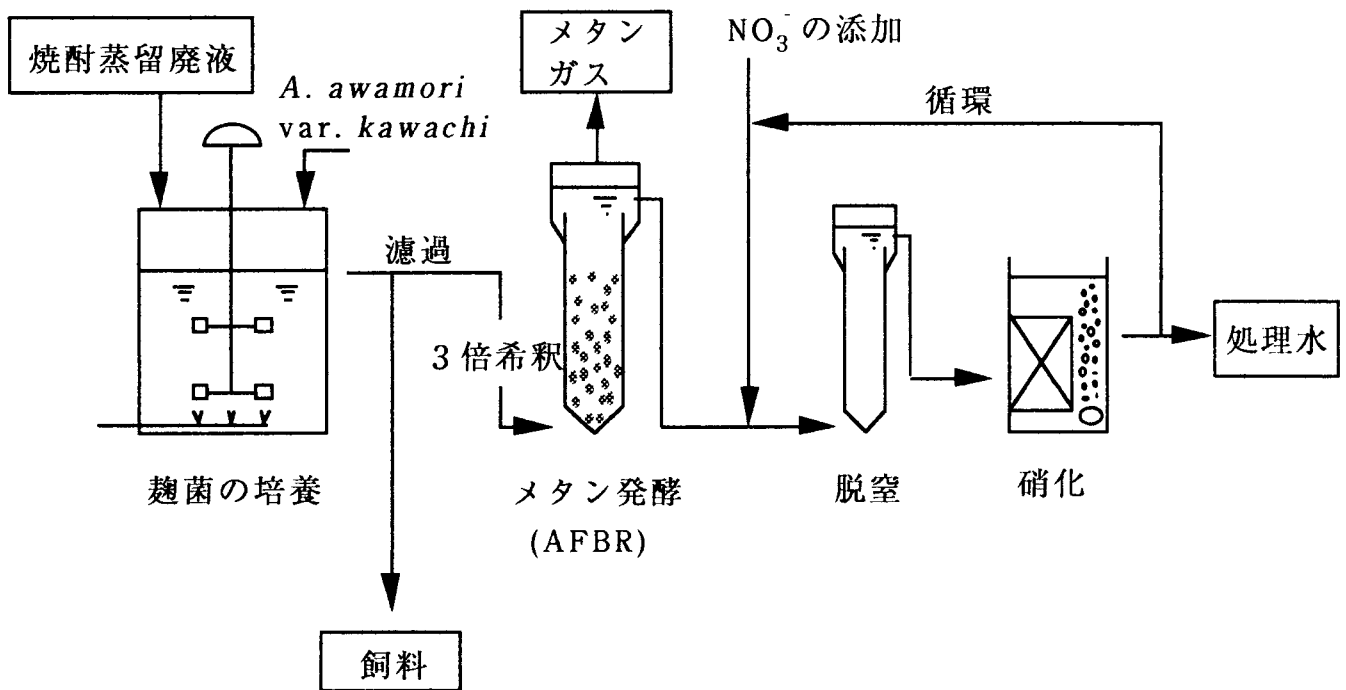 焼酎蒸留廃液
A. awamori
var. kawachi
メタン
ガス
NO₃⁻の添加
循環
濾過
3倍希釈
処理水
麹菌の培養
メタン発酵
(AFBR)
脱窒
硝化
飼料